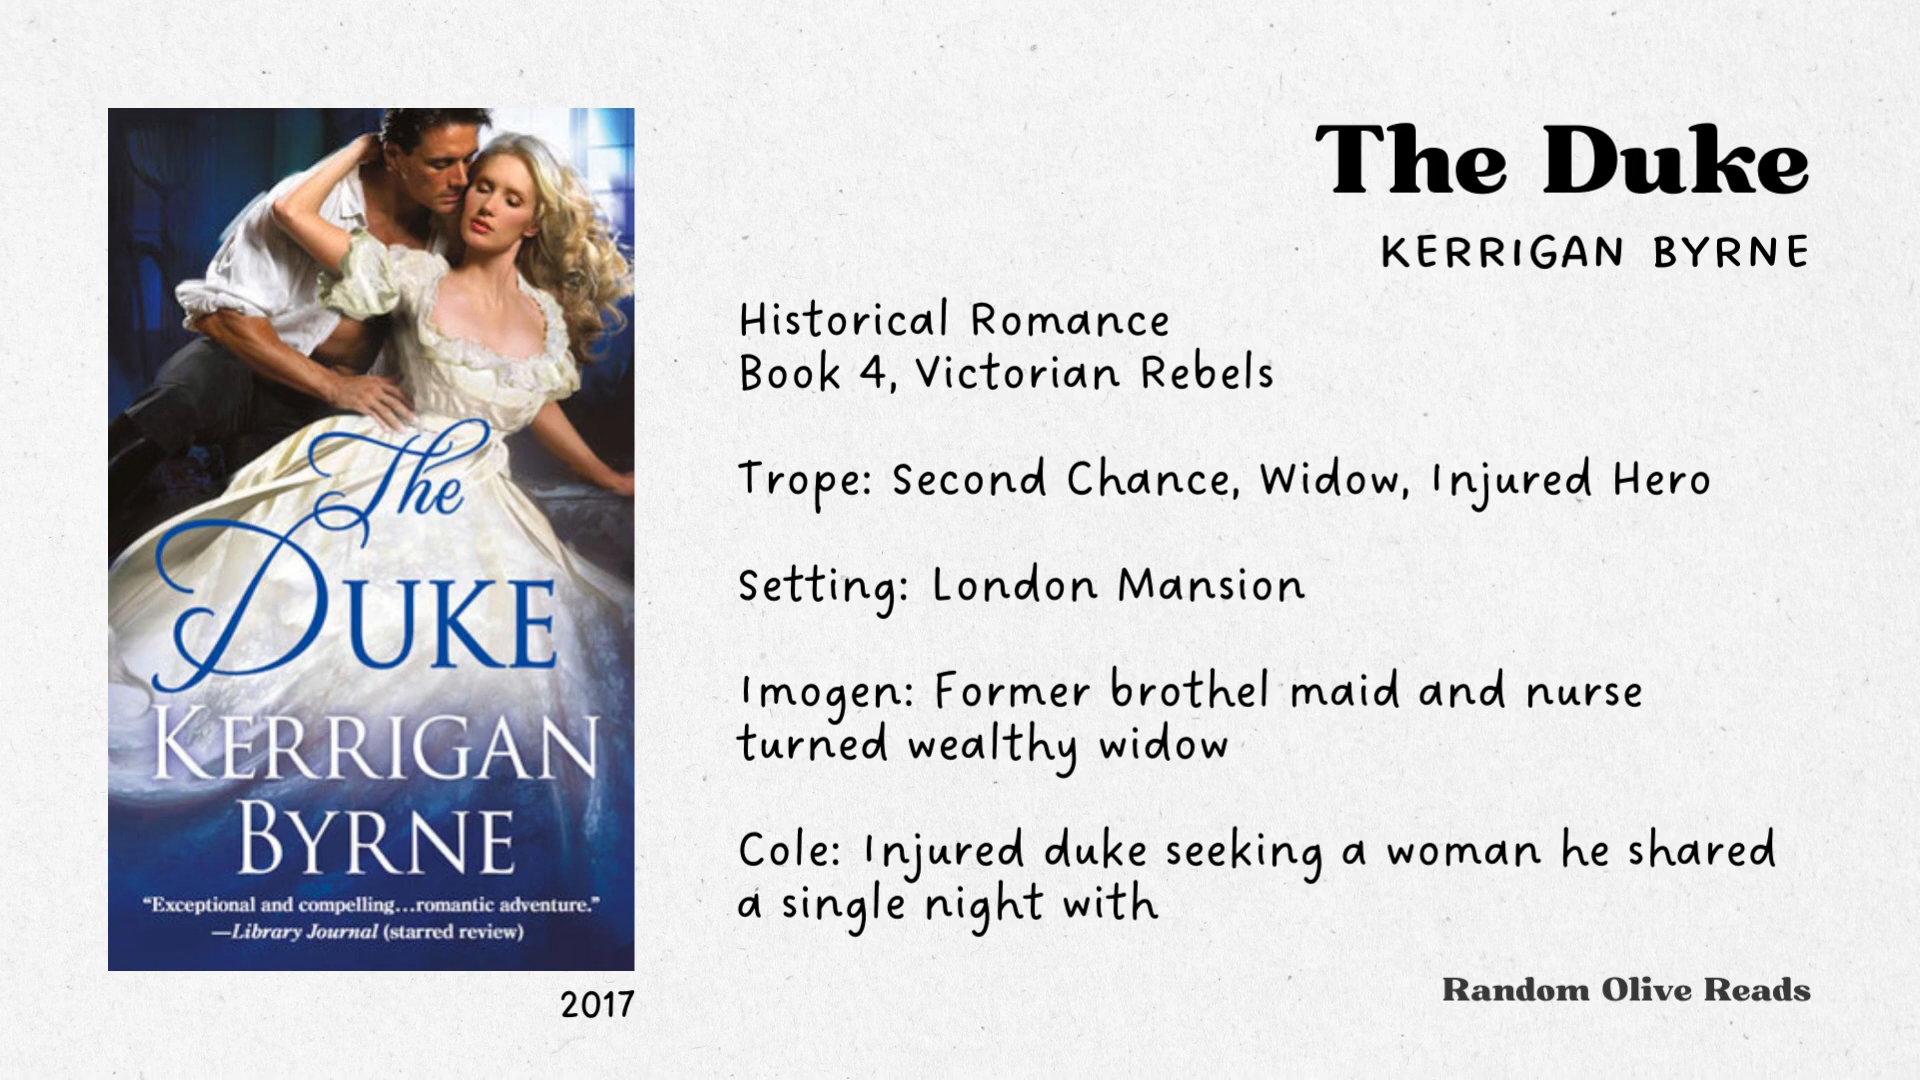 The
DUKE
KERRIGAN
BYRNE
“Exceptional and compelling...romantic adventure.”
—Library Journal (starred review)
2017
The Duke
KERRIGAN BYRNE
Historical Romance
Book 4, Victorian Rebels
Trope: Second Chance, Widow, Injured Hero
Setting: London Mansion
Imogen: Former brothel maid and nurse
turned wealthy widow
Cole: Injured duke seeking a woman he shared
a single night with
Random Olive Reads